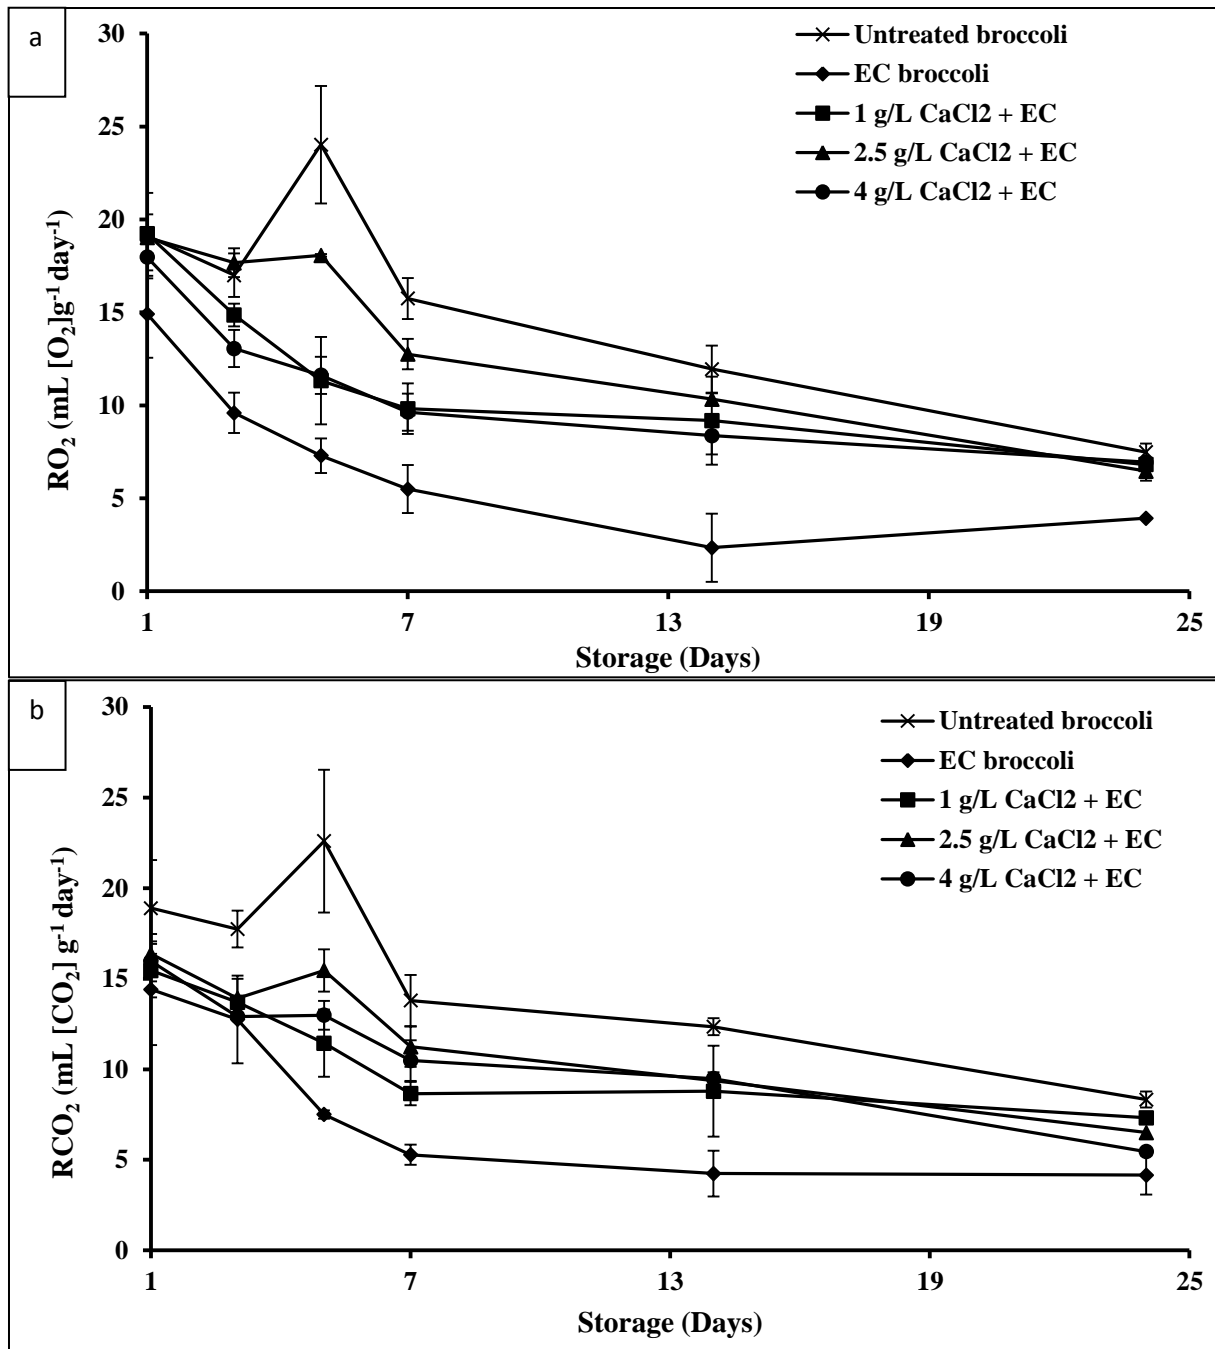 a
30
25
20
15
10
5
0
RO₂ (mL [O₂]g⁻¹ day⁻¹)
Untreated broccoli
EC broccoli
1 g/L CaCl2 + EC
2.5 g/L CaCl2 + EC
4 g/L CaCl2 + EC
1 7 13 19 25
Storage (Days)
b
30
25
20
15
10
5
0
RCO₂ (mL [CO₂] g⁻¹ day⁻¹)
Untreated broccoli
EC broccoli
1 g/L CaCl2 + EC
2.5 g/L CaCl2 + EC
4 g/L CaCl2 + EC
1 7 13 19 25
Storage (Days)